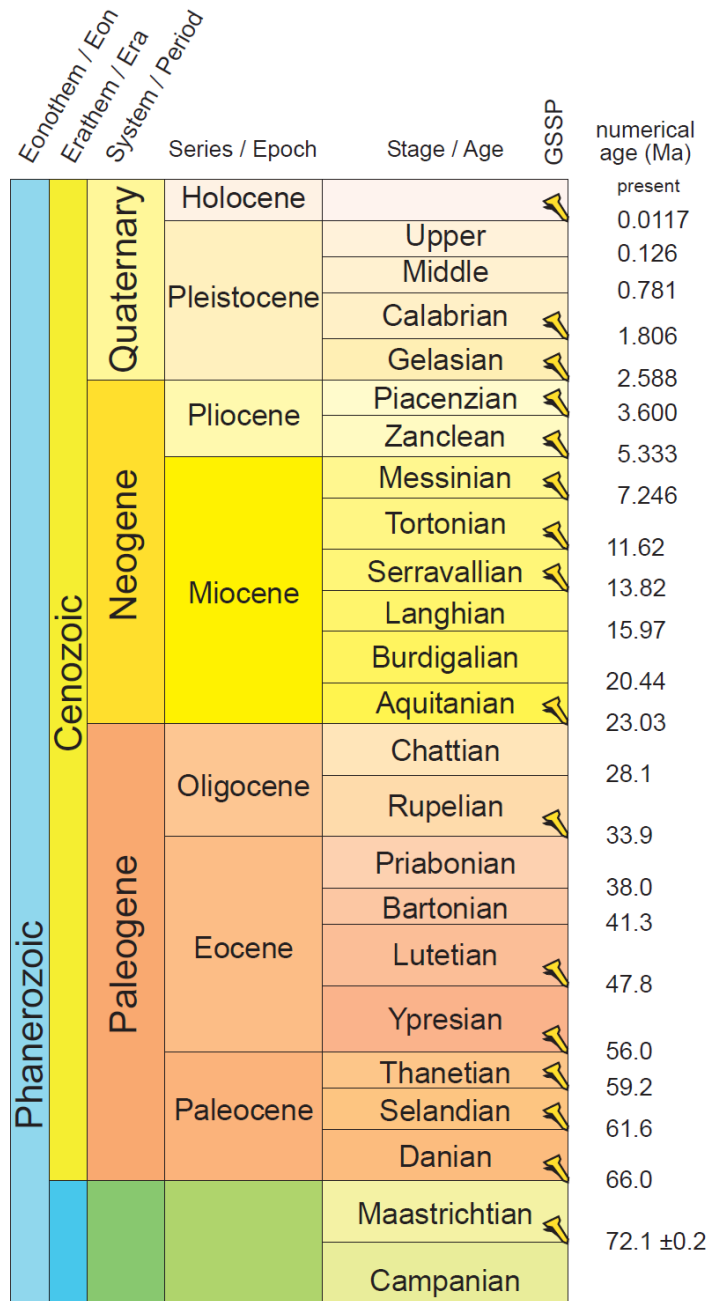 Eonothem / Eon
Erathem / Era
System / Period
Series / Epoch
Stage / Age
GSSP
numerical
age (Ma)
Phanerozoic
Cenozoic
Quaternary
Neogene
Paleogene
Holocene
Pleistocene
Pliocene
Miocene
Oligocene
Eocene
Paleocene
Upper
Middle
Calabrian
Gelasian
Piacenzian
Zanclean
Messinian
Tortonian
Serravallian
Langhian
Burdigalian
Aquitanian
Chattian
Rupelian
Priabonian
Bartonian
Lutetian
Ypresian
Thanetian
Selandian
Danian
Maastrichtian
Campanian
present
0.0117
0.126
0.781
1.806
2.588
3.600
5.333
7.246
11.62
13.82
15.97
20.44
23.03
28.1
33.9
38.0
41.3
47.8
56.0
59.2
61.6
66.0
72.1 ±0.2